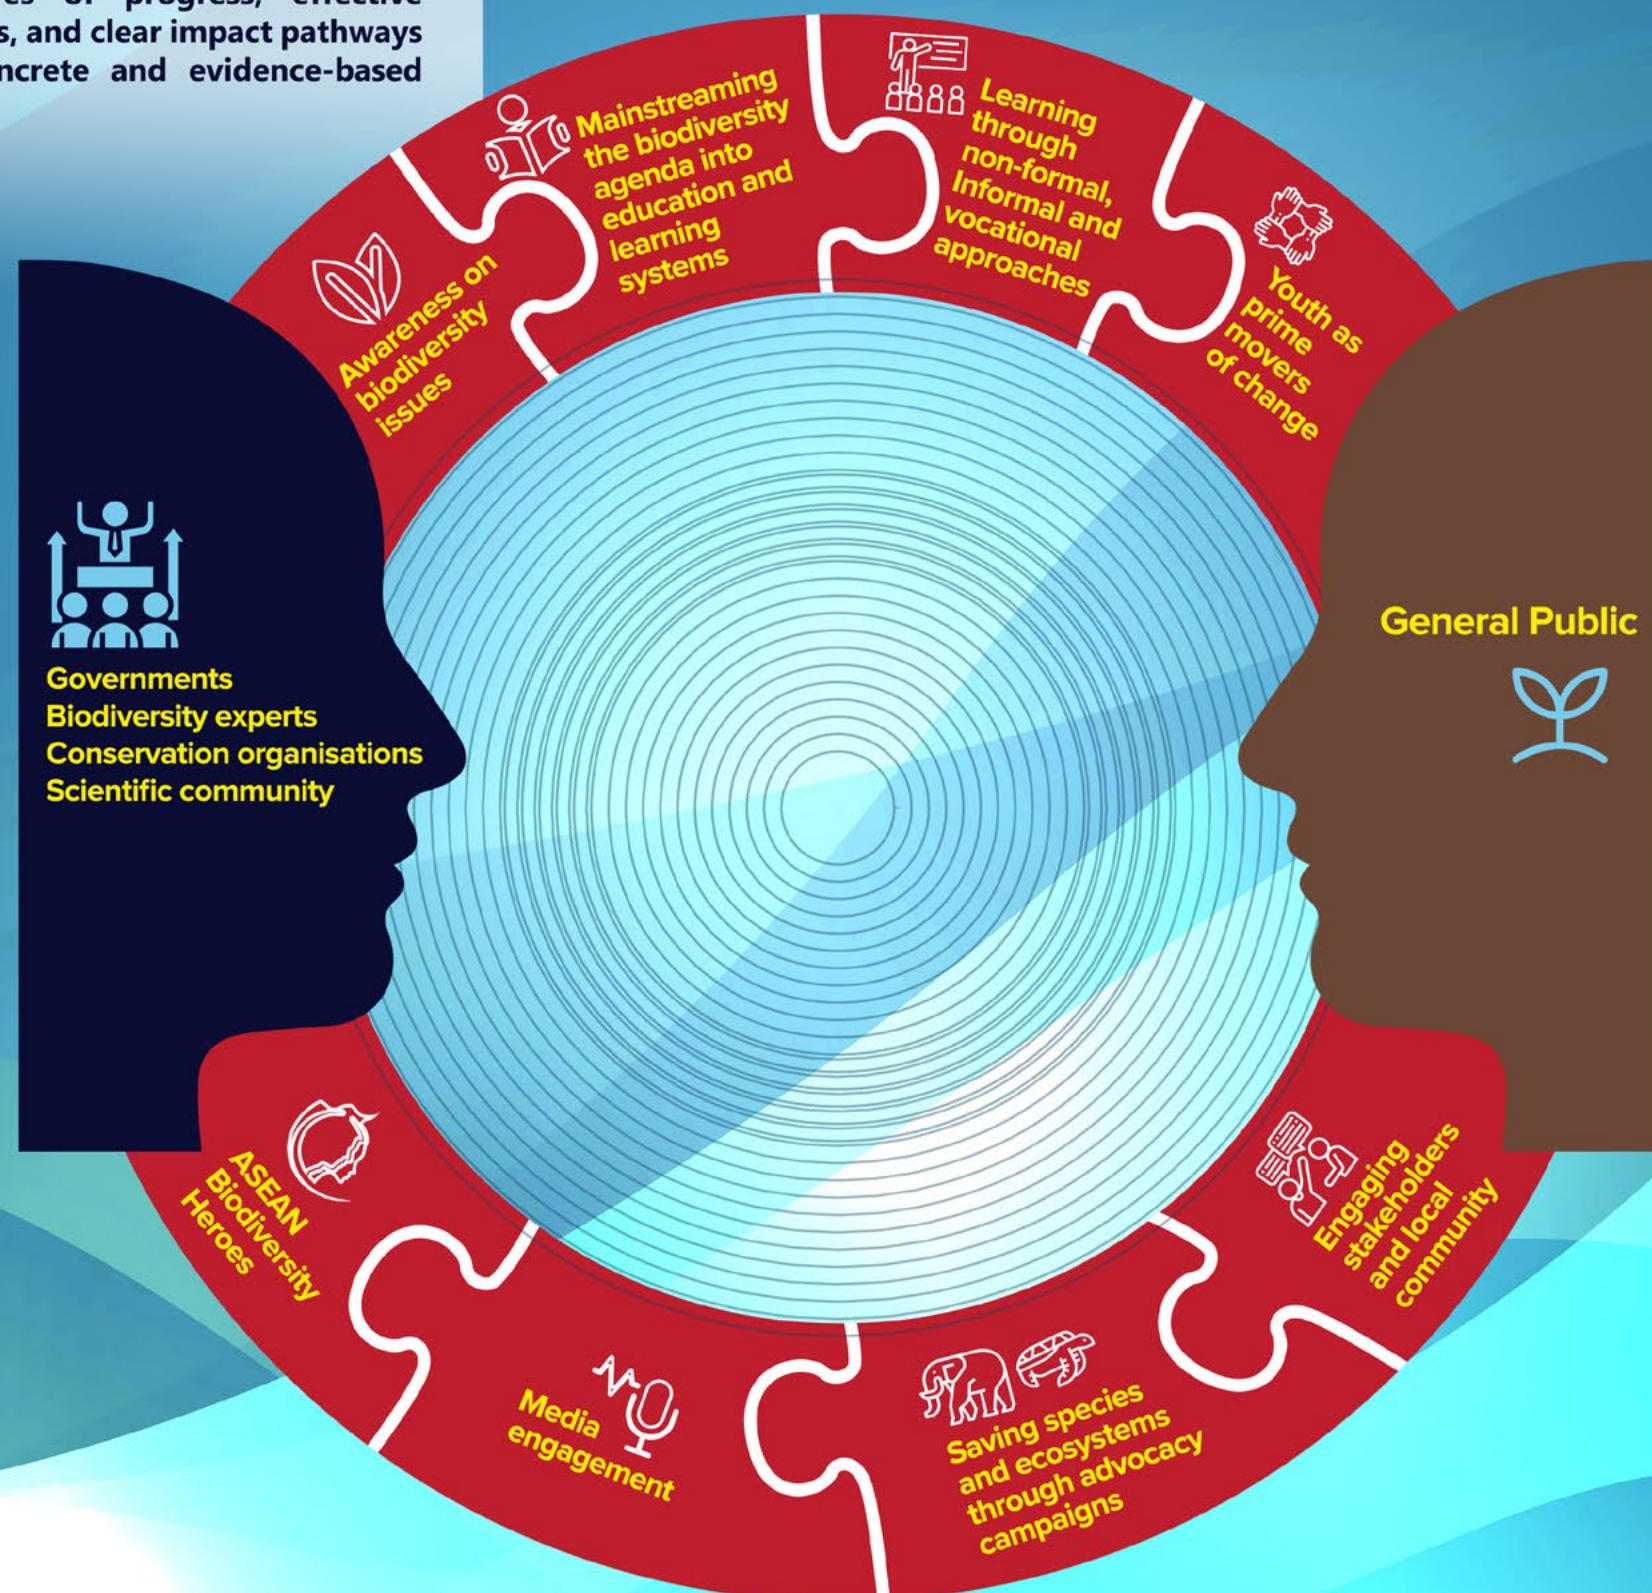 of progress, effective
and clear impact pathways
and evidence-based
Mainstreaming
the biodiversity
agenda into
education and
learning
systems
Learning
through
non-formal,
Informal and
vocational
approaches
Awareness on
biodiversity
issues
Youth as
prime
movers
of change
Governments
Biodiversity experts
Conservation organisations
Scientific community
General Public
ASEAN
Biodiversity
Heroes
Media
engagement
Saving species
and ecosystems
through advocacy
campaigns
Engaging
stakeholders
and local
community